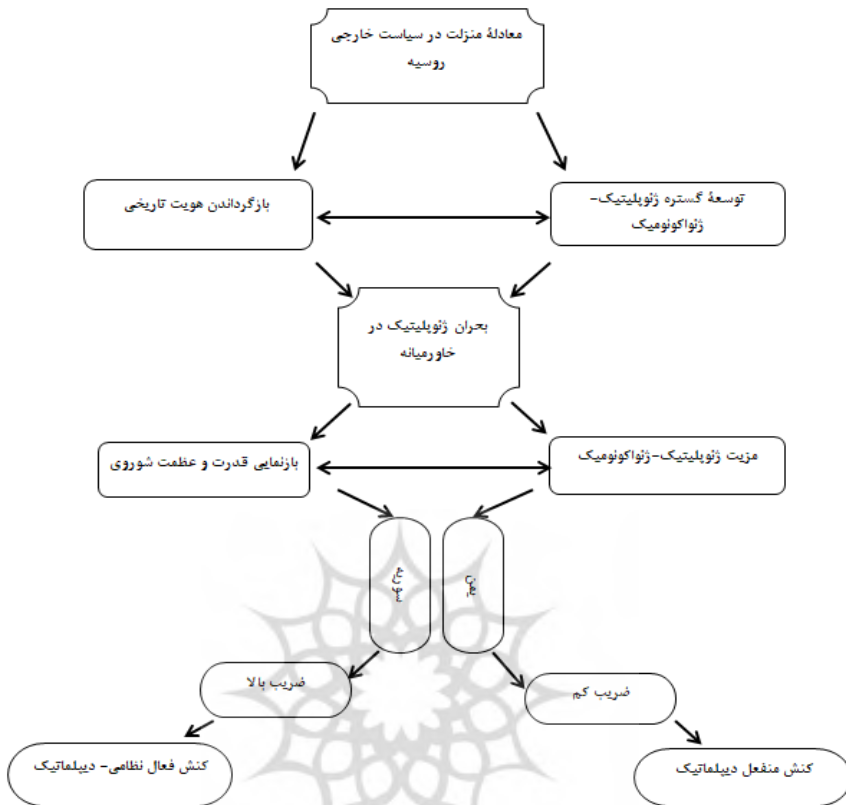 معادلهٔ منزلت در سیاست خارجی
روسیه
توسعهٔ گستره ژئوپلیتیک-
ژئواکونومیک
بازگرداندن هویت تاریخی
بحران ژئوپلیتیک در
خاورمیانه
مزیت ژئوپلیتیک-ژئواکونومیک
بازنمایی قدرت و عظمت شوروی
یمن
سوریه
ضریب کم
ضریب بالا
کنش منفعل دیپلماتیک
کنش فعال نظامی- دیپلماتیک